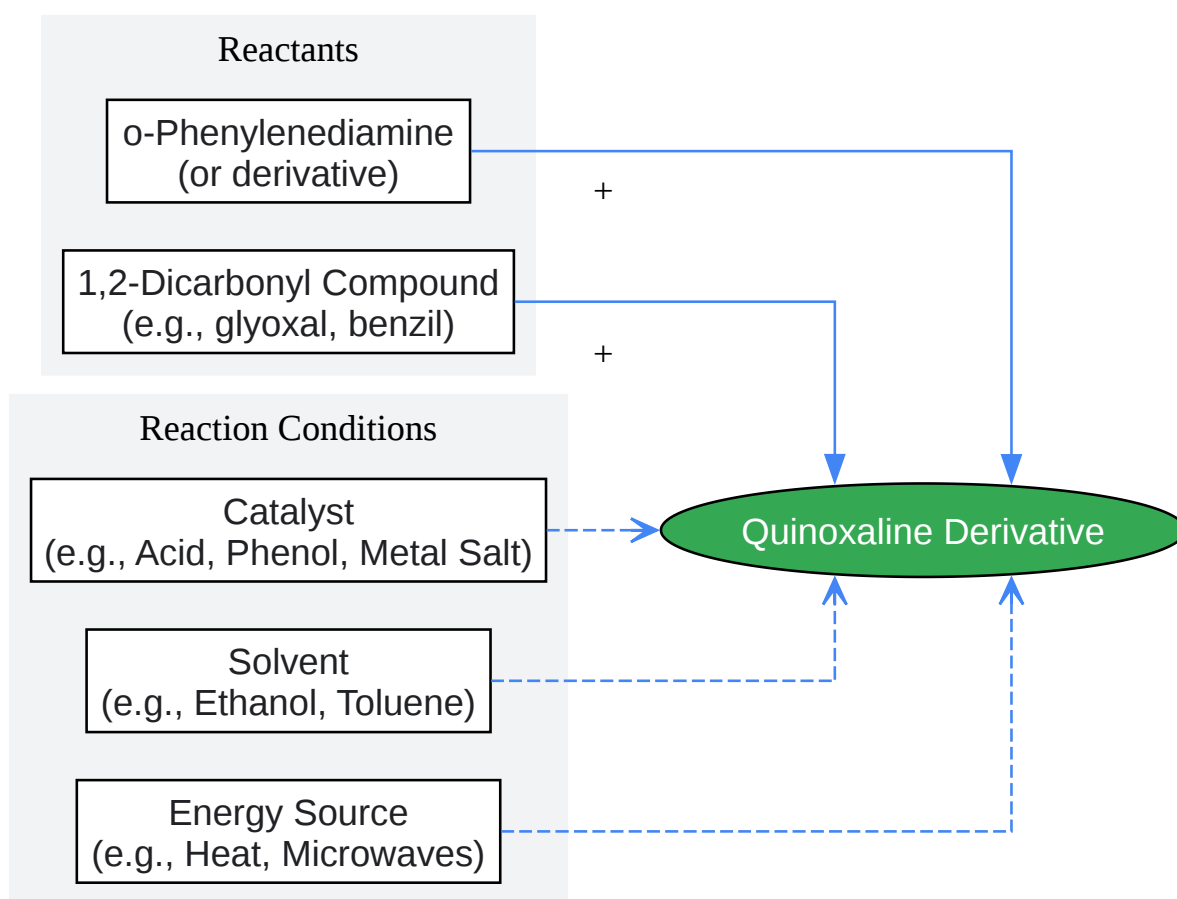 Reactants
o-Phenylenediamine
(or derivative)
+
1,2-Dicarbonyl Compound
(e.g., glyoxal, benzil)
+
Reaction Conditions
Catalyst
(e.g., Acid, Phenol, Metal Salt)
Quinoxaline Derivative
Solvent
(e.g., Ethanol, Toluene)
Energy Source
(e.g., Heat, Microwaves)